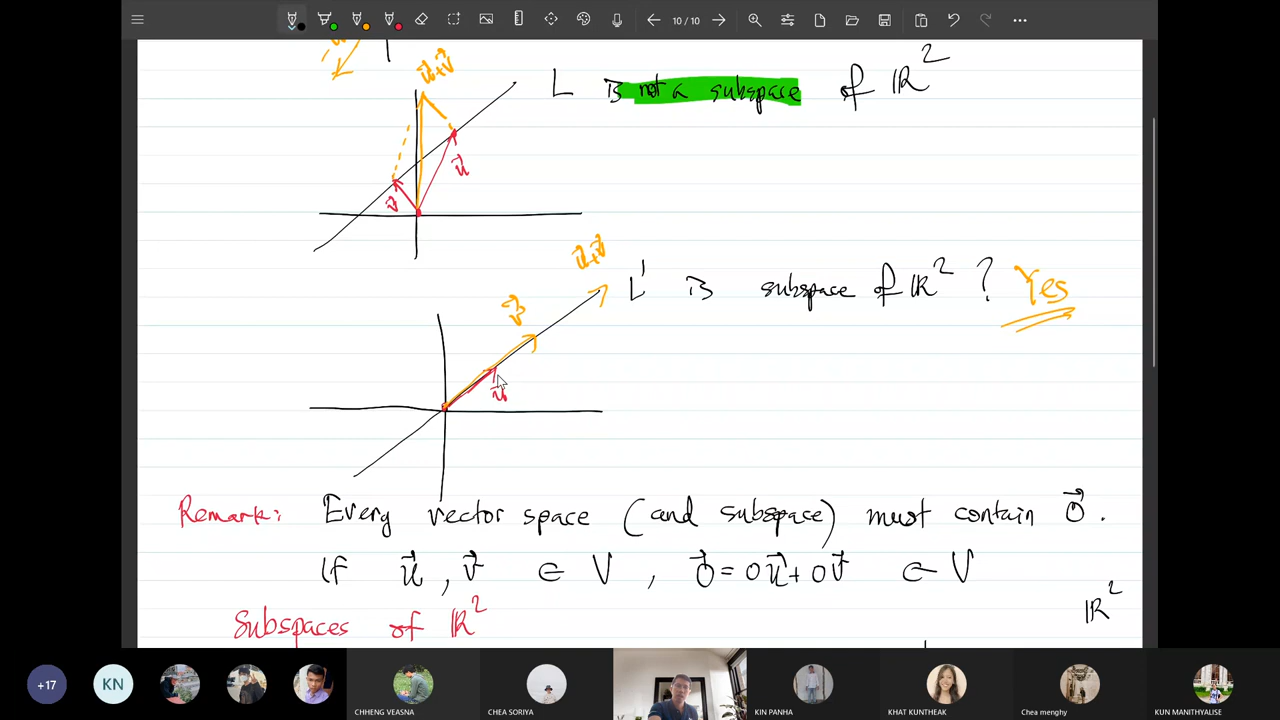 10 / 10
u⃗+v⃗
L is not a subspace of ℝ²
u⃗
v⃗
u⃗+v⃗
L' is subspace of ℝ² ? Yes
v⃗
u⃗
Remark: Every vector space (and subspace) must contain 0⃗.
If u⃗, v⃗ ∈ V, 0⃗ = 0u⃗ + 0v⃗ ∈ V
ℝ²
Subspaces of ℝ²
+17
KN
CHHENG VEASNA
CHEA SORIYA
KIN PANHA
KHAT KUNTHEAK
Chea menghy
KUN MANITHYALISE